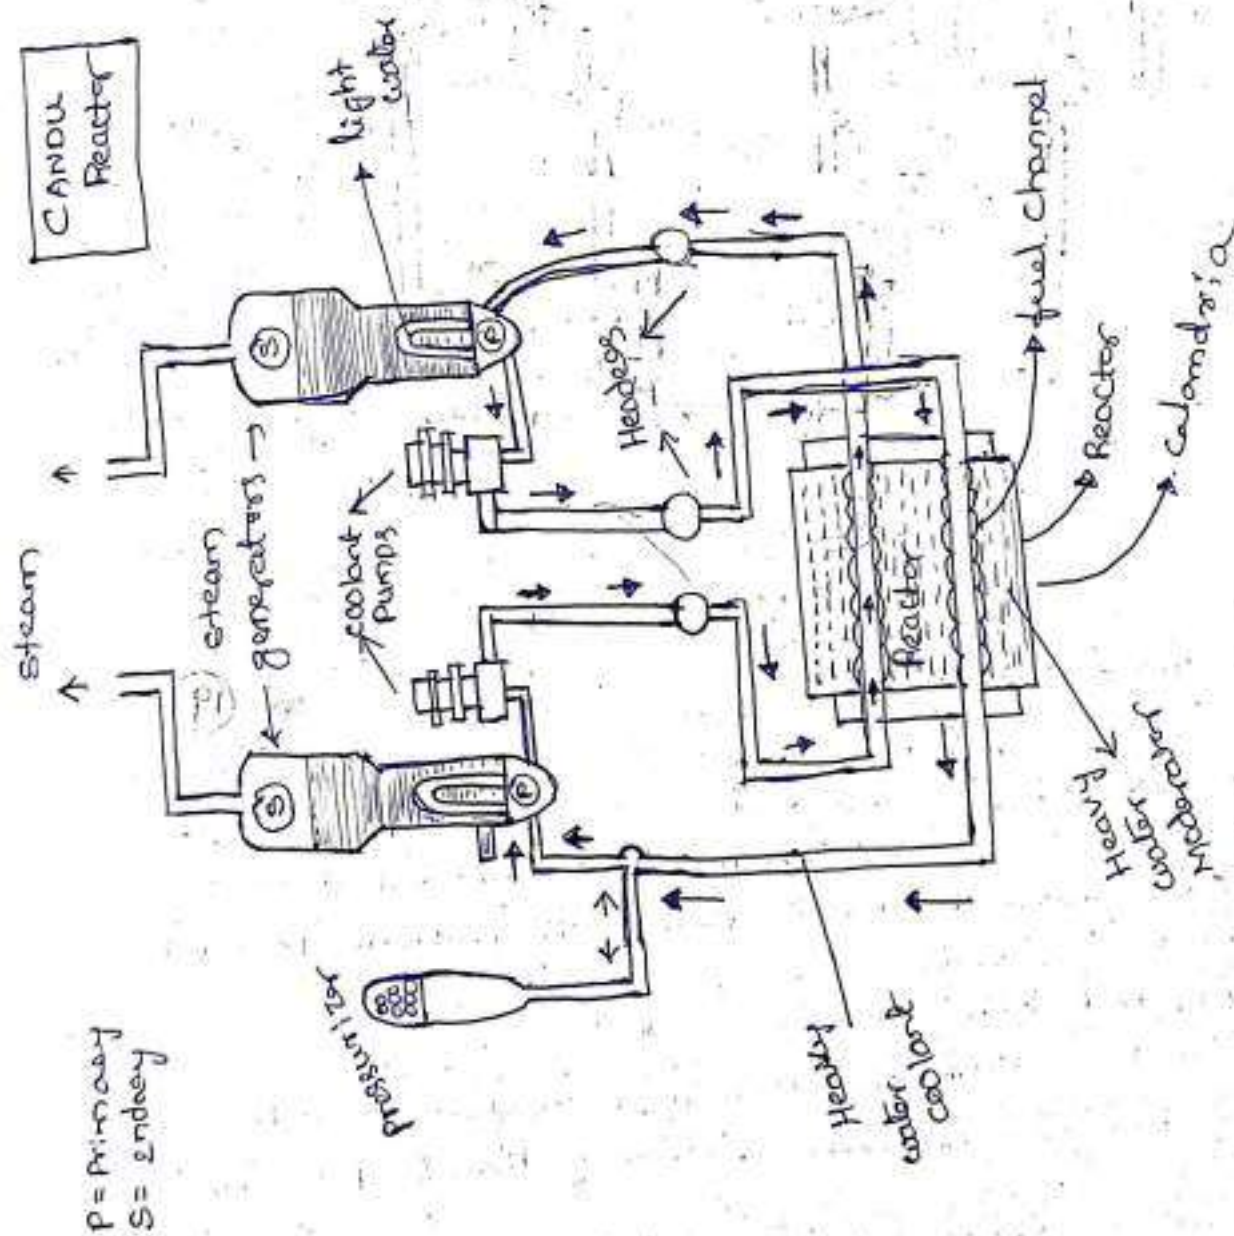 P = Primary
S = 2ndary
Steam
CANDU
Reactor
steam
generators
S
S
light
water
coolant
pumps
P
P
pressurizer
Headers
Reactor
fuel channel
Reactor
Calandria
Heavy
water
Moderator
Heavy
water
coolant